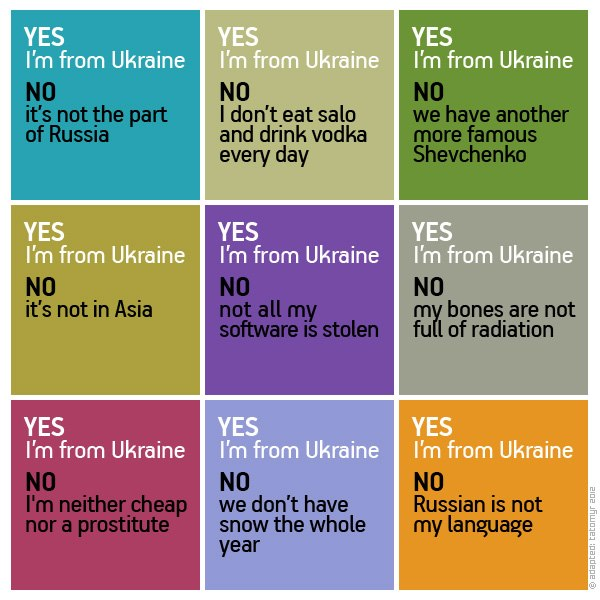 YES
I'm from Ukraine
NO
it's not the part
of Russia
YES
I'm from Ukraine
NO
I don't eat salo
and drink vodka
every day
YES
I'm from Ukraine
NO
we have another
more famous
Shevchenko
YES
I'm from Ukraine
NO
it's not in Asia
YES
I'm from Ukraine
NO
not all my
software is stolen
YES
I'm from Ukraine
NO
my bones are not
full of radiation
YES
I'm from Ukraine
NO
I'm neither cheap
nor a prostitute
YES
I'm from Ukraine
NO
we don't have
snow the whole
year
YES
I'm from Ukraine
NO
Russian is not
my language
© adapted: tatomyr 2012